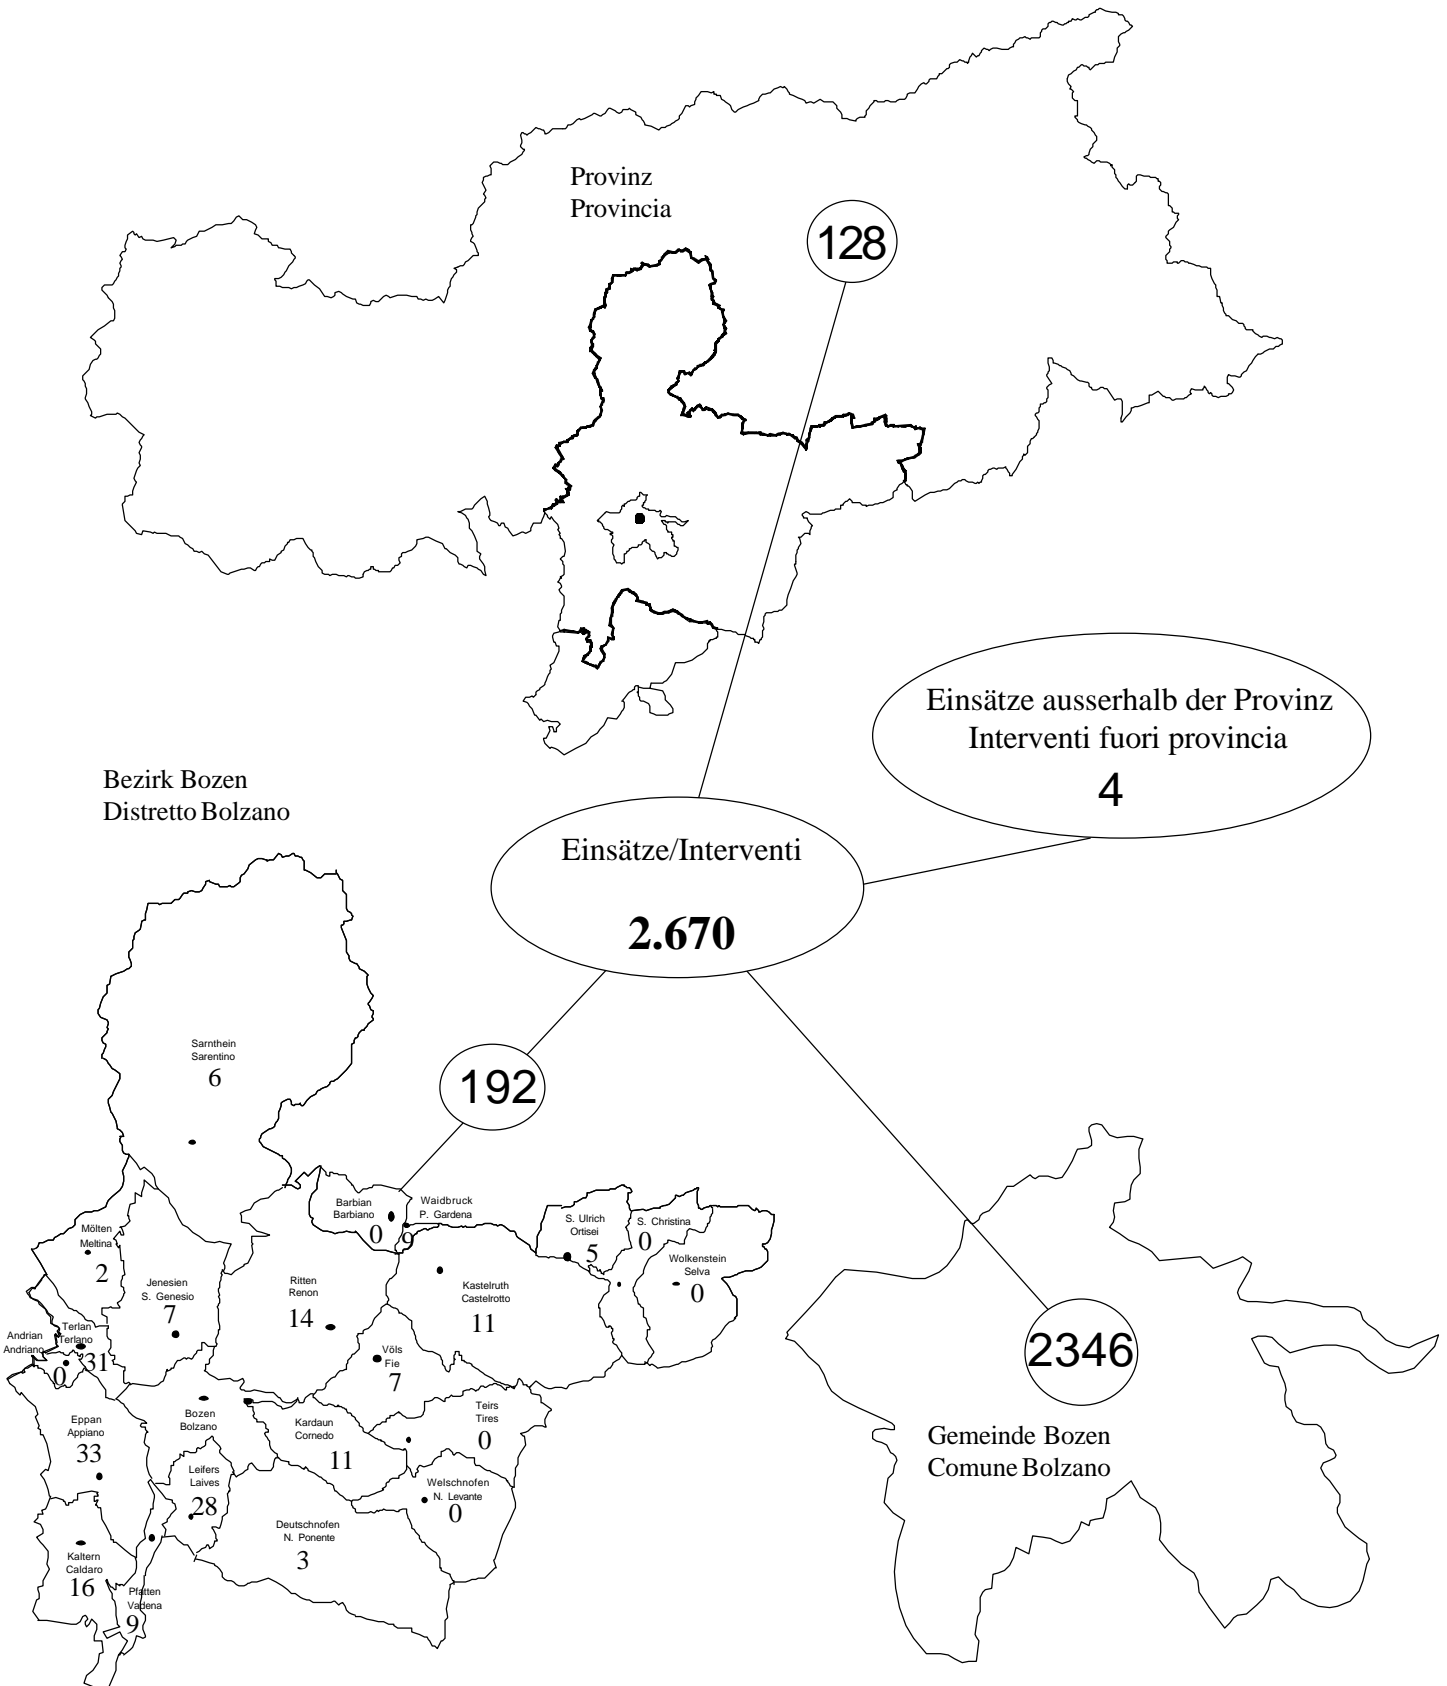 Provinz
Provincia
128
Einsätze ausserhalb der Provinz
Interventi fuori provincia
4
Bezirk Bozen
Distretto Bolzano
Einsätze/Interventi
2.670
192
Sarnthein
Sarentino
6
Barbian
Barbiano
0
Waidbruck
P. Gardena
9
S. Ulrich
Ortisei
5
S. Christina
0
Wolkenstein
Selva
0
Mölten
Meltina
2
Jenesien
S. Genesio
7
Ritten
Renon
14
Kastelruth
Castelrotto
11
Andrian
Andriano
0
Terlan
Terlano
31
Völs
Fie
7
Eppan
Appiano
33
Bozen
Bolzano
Kardaun
Cornedo
11
Teirs
Tires
0
Leifers
Laives
28
Welschnofen
N. Levante
0
Deutschnofen
N. Ponente
3
Kaltern
Caldaro
16
Pfatten
Vadena
9
2346
Gemeinde Bozen
Comune Bolzano